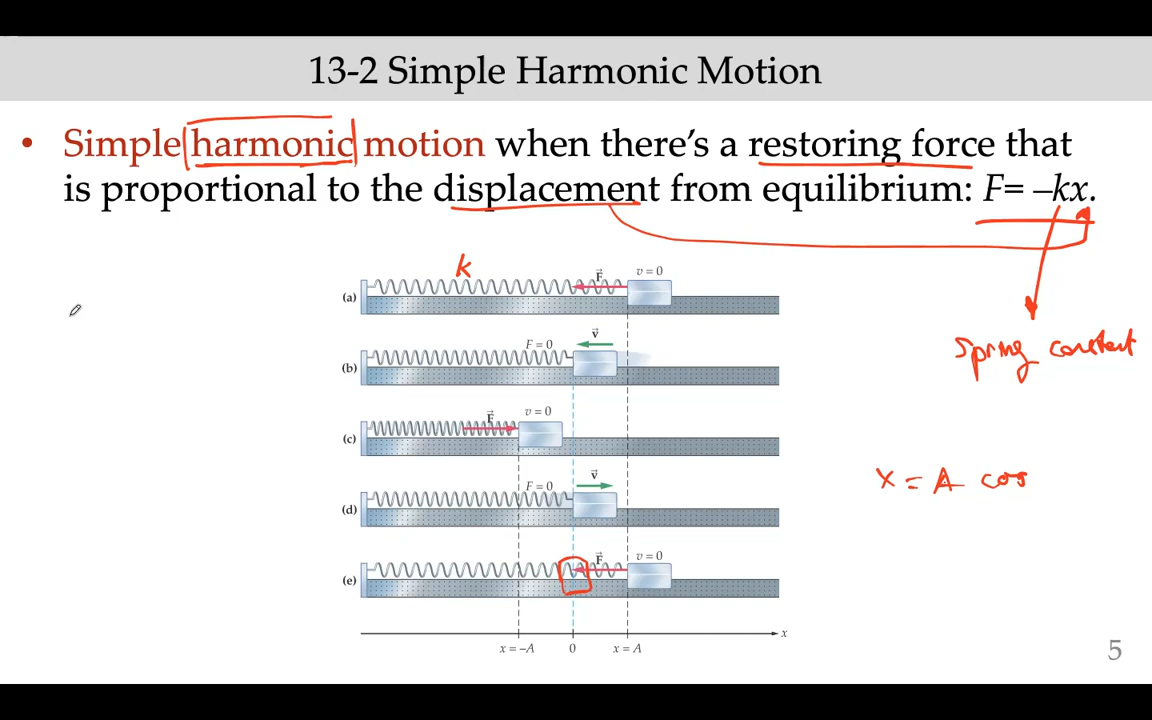 13-2 Simple Harmonic Motion
• Simple harmonic motion when there's a restoring force that
is proportional to the displacement from equilibrium: F= –kx.
k
F
v = 0
(a)
F = 0
v
(b)
F
v = 0
(c)
Spring constant
F = 0
v
(d)
x = A cos
F
v = 0
(e)
x
x = –A
0
x = A
5